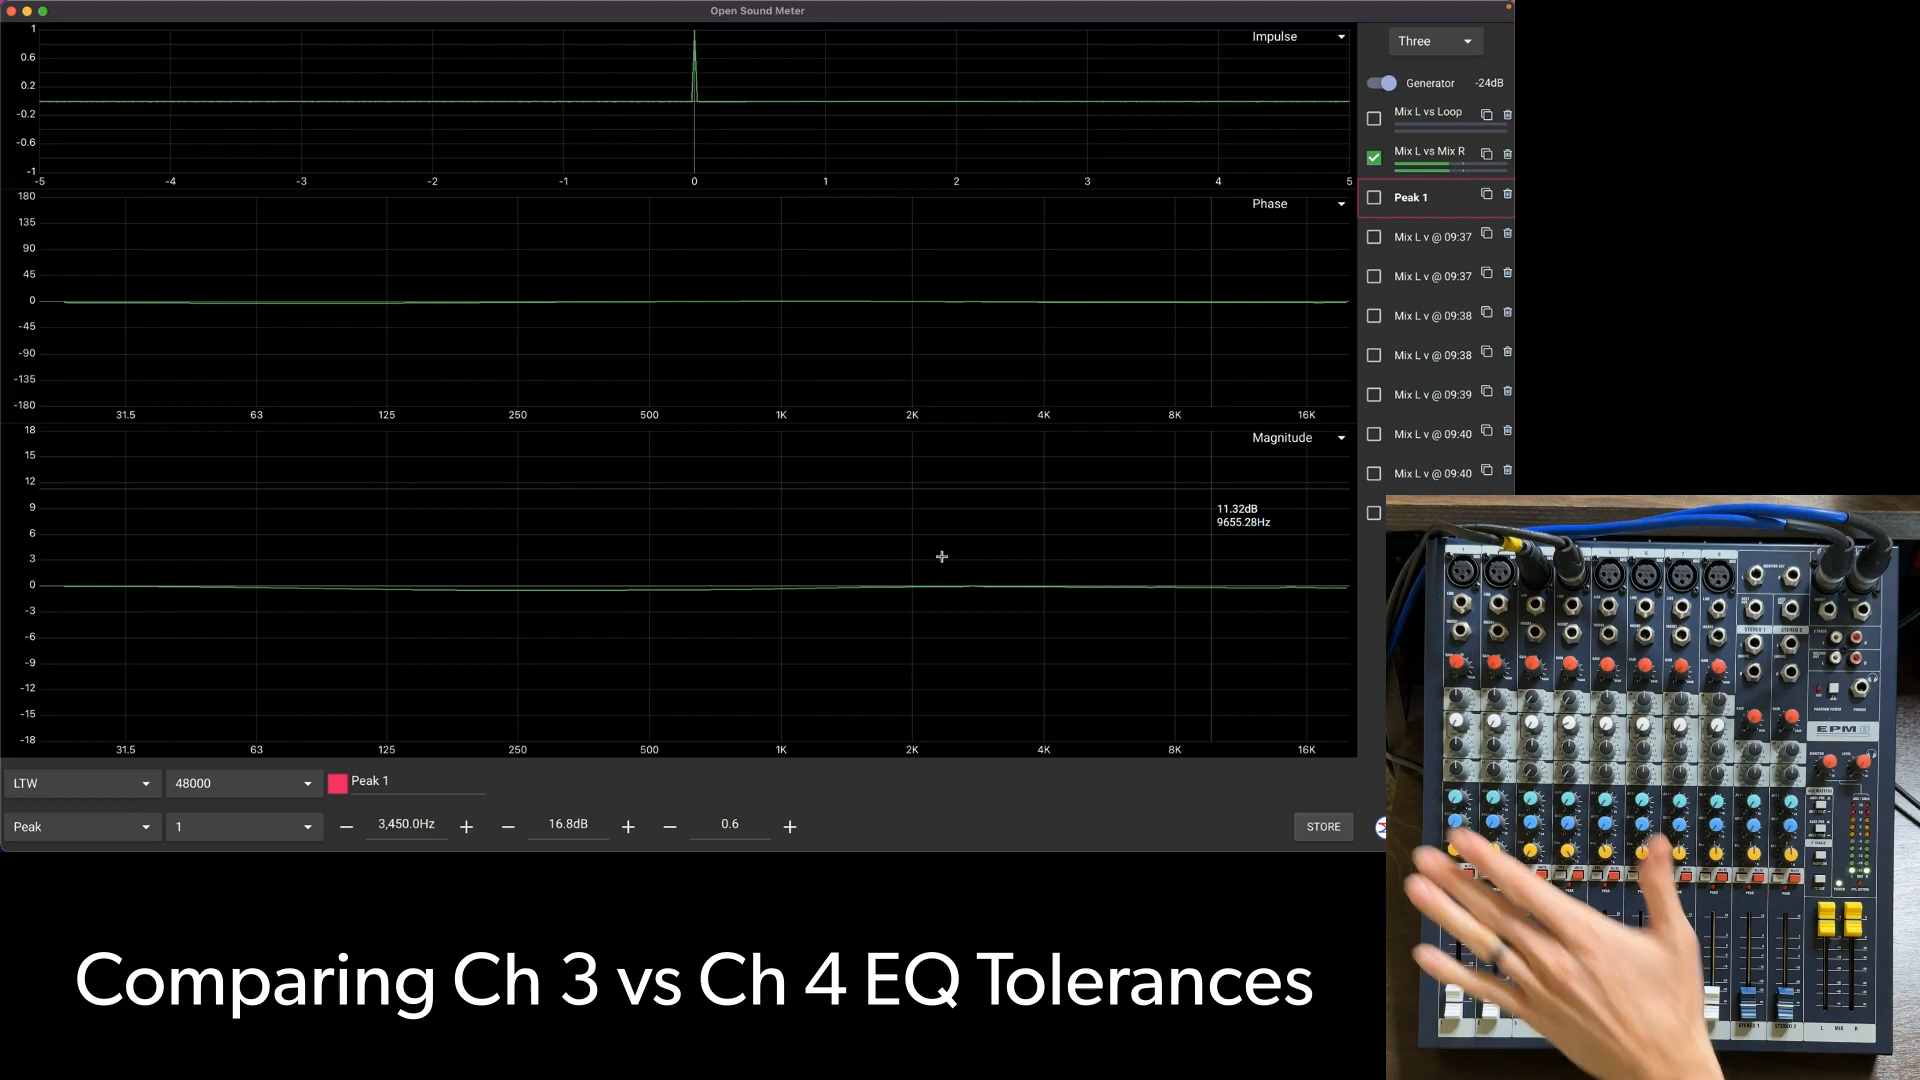 Open Sound Meter
Impulse
1
0.6
0.2
-0.2
-0.6
-1
-5 -4 -3 -2 -1 0 1 2 3 4 5
Phase
180
135
90
45
0
-45
-90
-135
-180
31.5 63 125 250 500 1K 2K 4K 8K 16K
Magnitude
18
15
12
9
6
3
0
-3
-6
-9
-12
-15
-18
11.32dB
9655.28Hz
31.5 63 125 250 500 1K 2K 4K 8K 16K
LTW 48000 Peak 1
Peak 1 3,450.0Hz 16.8dB 0.6 STORE
Three
Generator -24dB
Mix L vs Loop
Mix L vs Mix R
Peak 1
Mix L v @ 09:37
Mix L v @ 09:37
Mix L v @ 09:38
Mix L v @ 09:38
Mix L v @ 09:39
Mix L v @ 09:40
Mix L v @ 09:40
EPM
STEREO 1 STEREO 2
L MIX R
Comparing Ch 3 vs Ch 4 EQ Tolerances